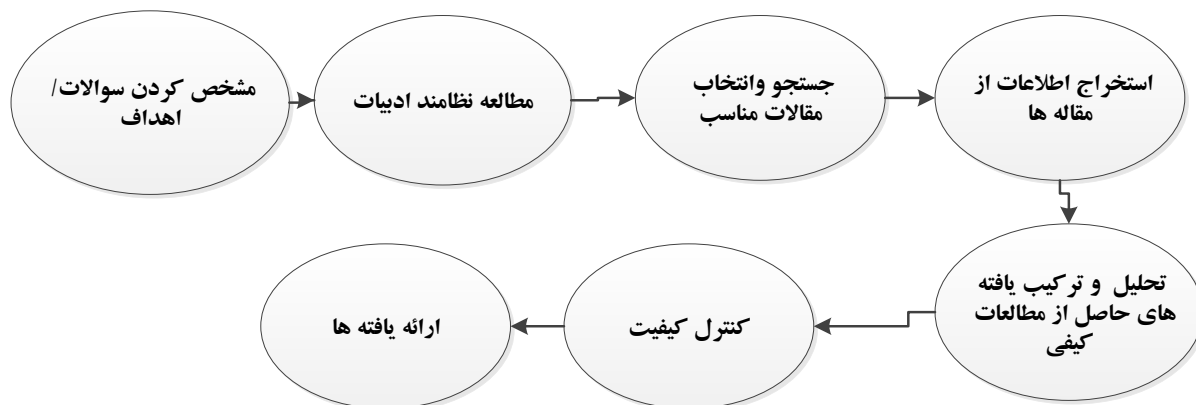 مشخص کردن سوالات/
اهداف
مطالعه نظامند ادبیات
جستجو وانتخاب
مقالات مناسب
استخراج اطلاعات از
مقاله ها
تحلیل و ترکیب یافته
های حاصل از مطالعات
کیفی
کنترل کیفیت
ارائه یافته ها